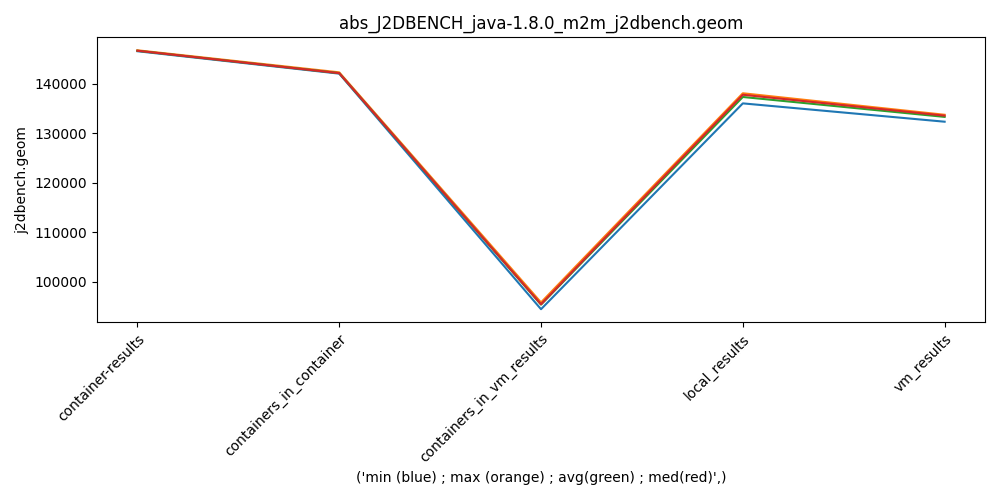 abs_J2DBENCH_java-1.8.0_m2m_j2dbench.geom
j2dbench.geom
140000
130000
120000
110000
100000
container-results
containers_in_container
containers_in_vm_results
local_results
vm_results
('min (blue) ; max (orange) ; avg(green) ; med(red)',)